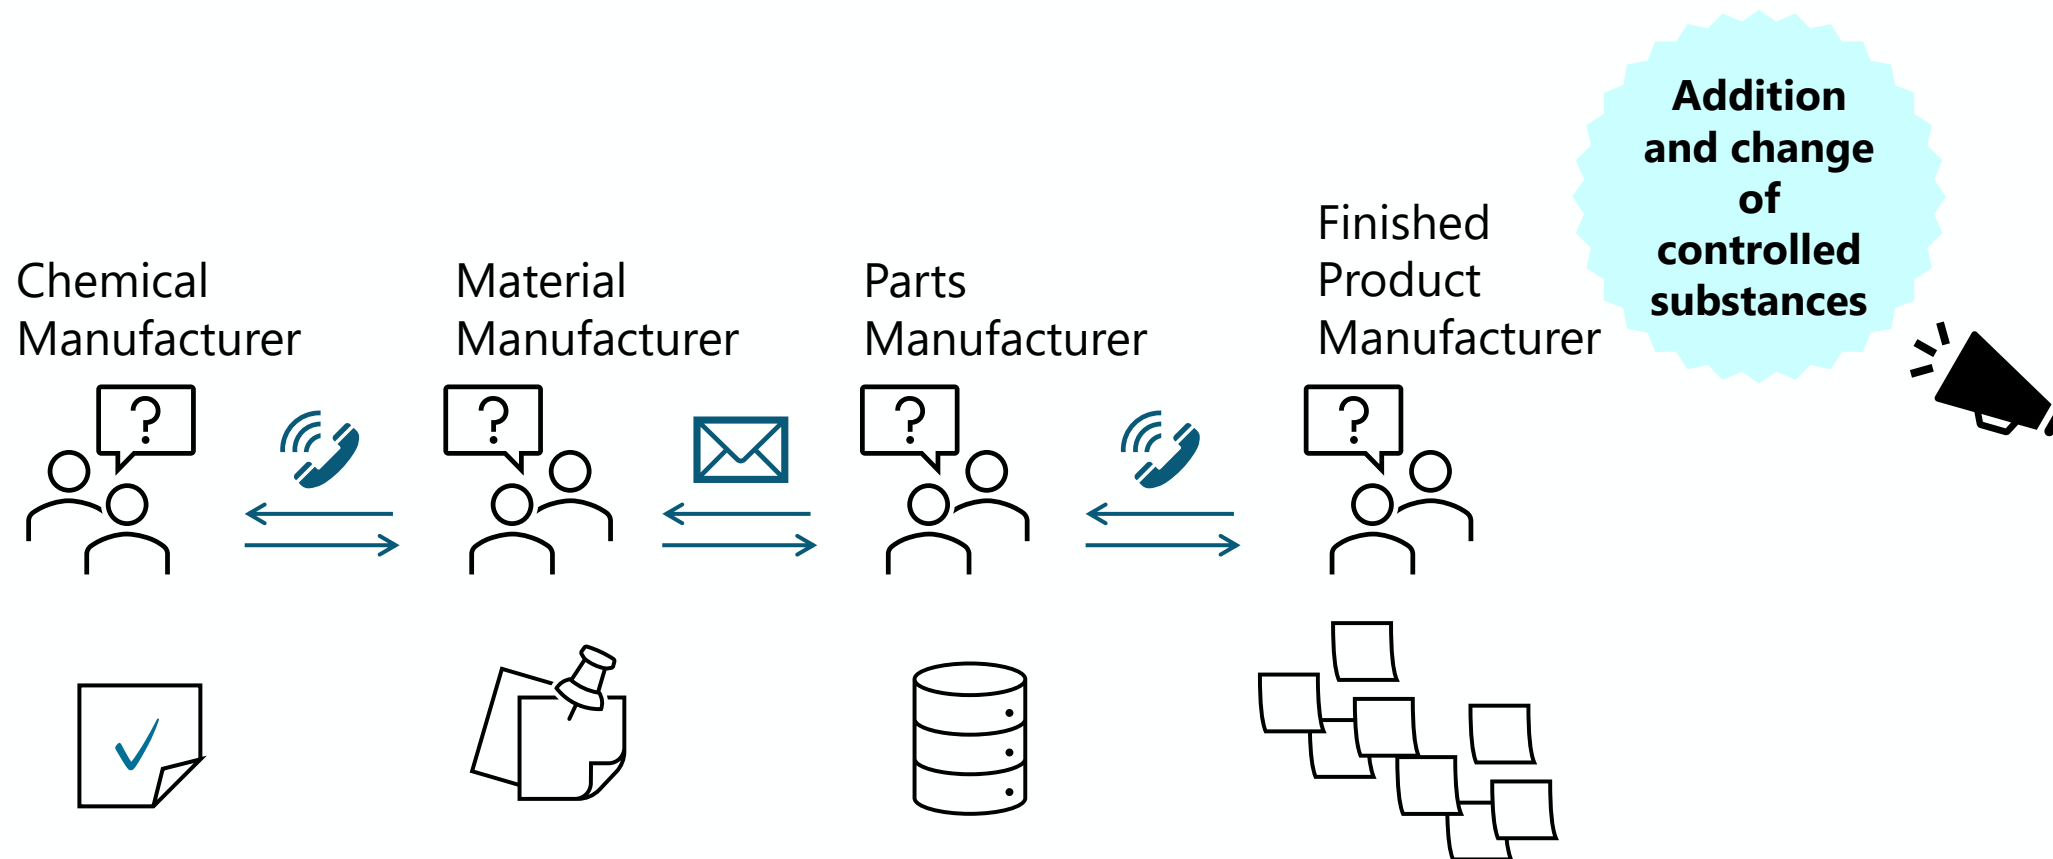 Addition
and change
of
controlled
substances
Chemical
Manufacturer
Material
Manufacturer
Parts
Manufacturer
Finished
Product
Manufacturer
?
?
?
?